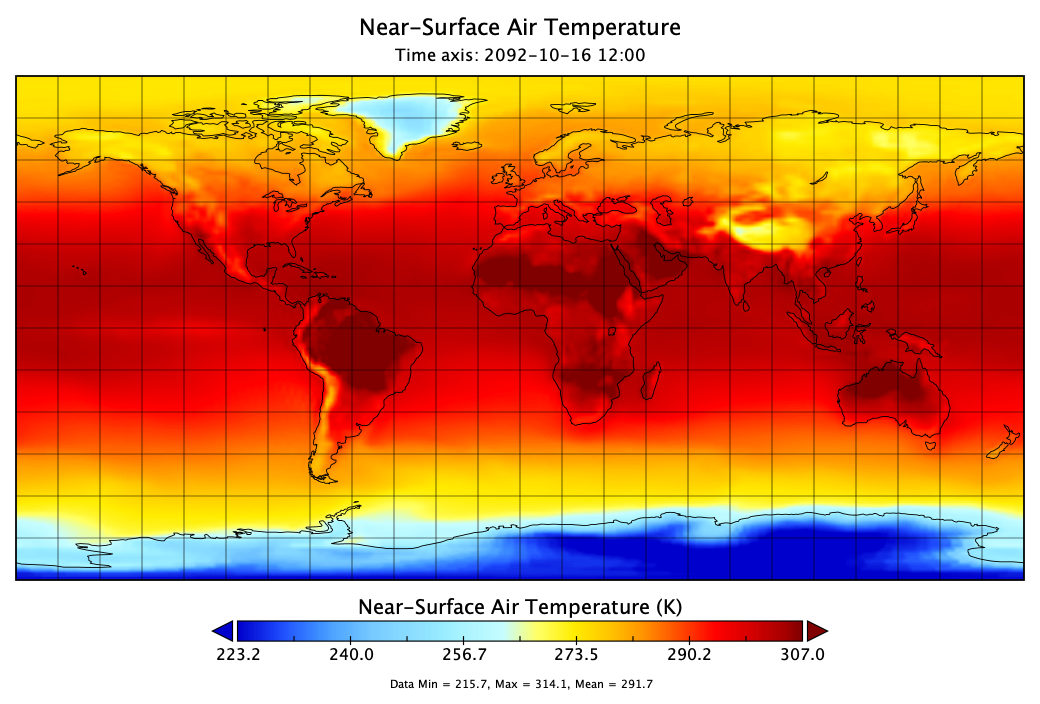 Near-Surface Air Temperature
Time axis: 2092-10-16 12:00
Near-Surface Air Temperature (K)
223.2 240.0 256.7 273.5 290.2 307.0
Data Min = 215.7, Max = 314.1, Mean = 291.7